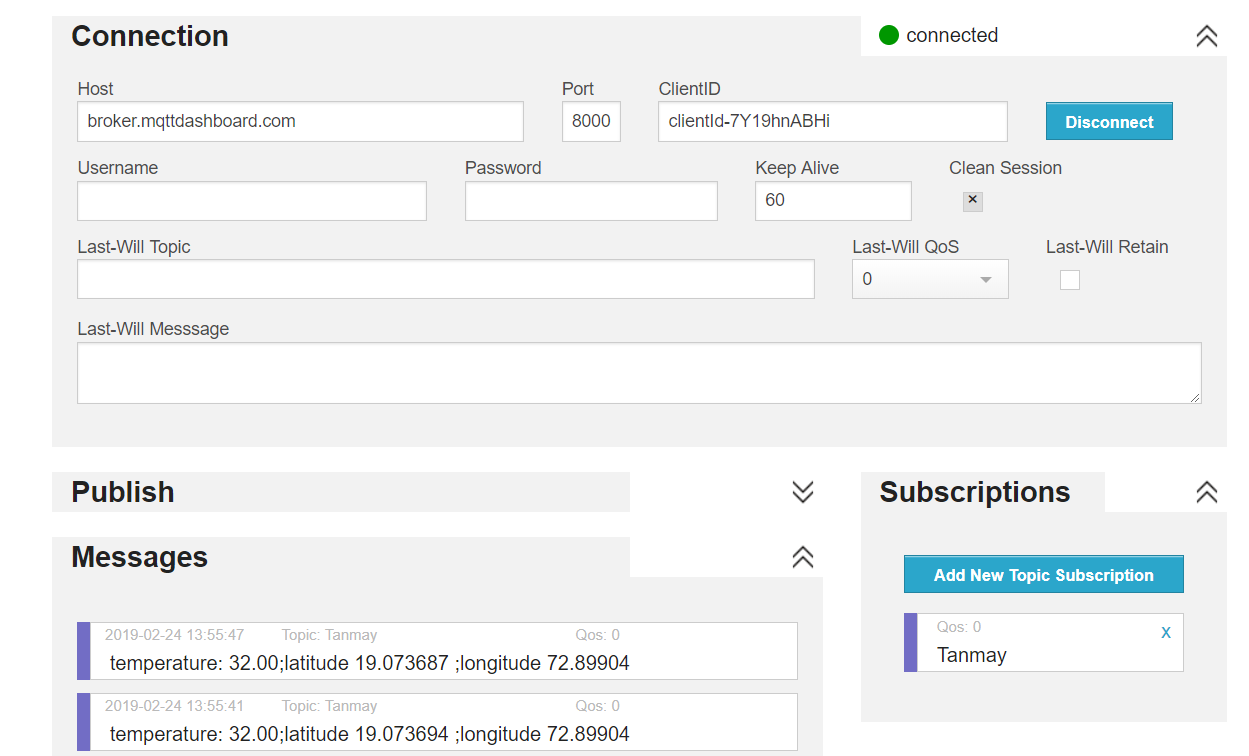 Connection
connected
Host Port ClientID
broker.mqttdashboard.com 8000 clientId-7Y19hnABHi Disconnect
Username Password Keep Alive Clean Session
60
Last-Will Topic Last-Will QoS Last-Will Retain
0
Last-Will Messsage
Publish
Messages
2019-02-24 13:55:47 Topic: Tanmay Qos: 0
temperature: 32.00;latitude 19.073687 ;longitude 72.89904
2019-02-24 13:55:41 Topic: Tanmay Qos: 0
temperature: 32.00;latitude 19.073694 ;longitude 72.89904
Subscriptions
Add New Topic Subscription
Qos: 0 X
Tanmay